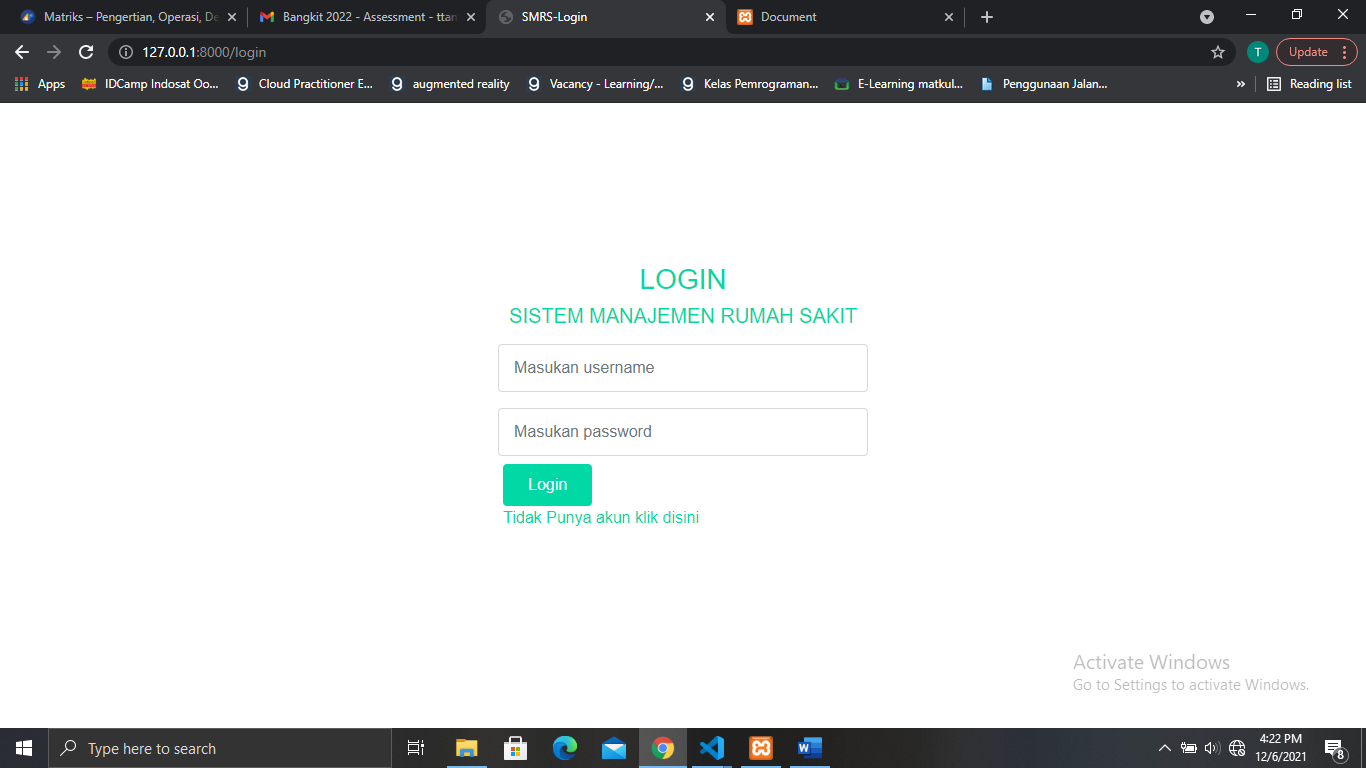 Matriks – Pengertian, Operasi, De
Bangkit 2022 - Assessment - ttan
SMRS-Login
Document
127.0.0.1:8000/login
T
Update
Apps
IDCamp Indosat Oo...
Cloud Practitioner E...
augmented reality
Vacancy - Learning/...
Kelas Pemrograman...
E-Learning matkul...
Penggunaan Jalan...
»
Reading list
LOGIN
SISTEM MANAJEMEN RUMAH SAKIT
Masukan username
Masukan password
Login
Tidak Punya akun klik disini
Activate Windows
Go to Settings to activate Windows.
Type here to search
4:22 PM
12/6/2021
8